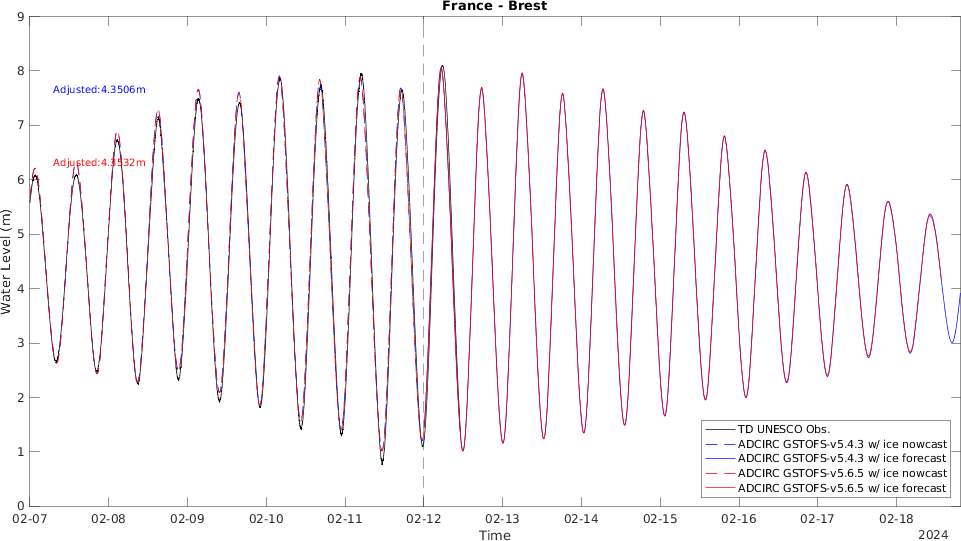 France - Brest
9
8
7
6
5
4
3
2
1
0
Water Level (m)
Adjusted:4.3506m
Adjusted:4.3532m
TD UNESCO Obs.
ADCIRC GSTOFS-v5.4.3 w/ ice nowcast
ADCIRC GSTOFS-v5.4.3 w/ ice forecast
ADCIRC GSTOFS-v5.6.5 w/ ice nowcast
ADCIRC GSTOFS-v5.6.5 w/ ice forecast
02-07 02-08 02-09 02-10 02-11 02-12 02-13 02-14 02-15 02-16 02-17 02-18
Time
2024